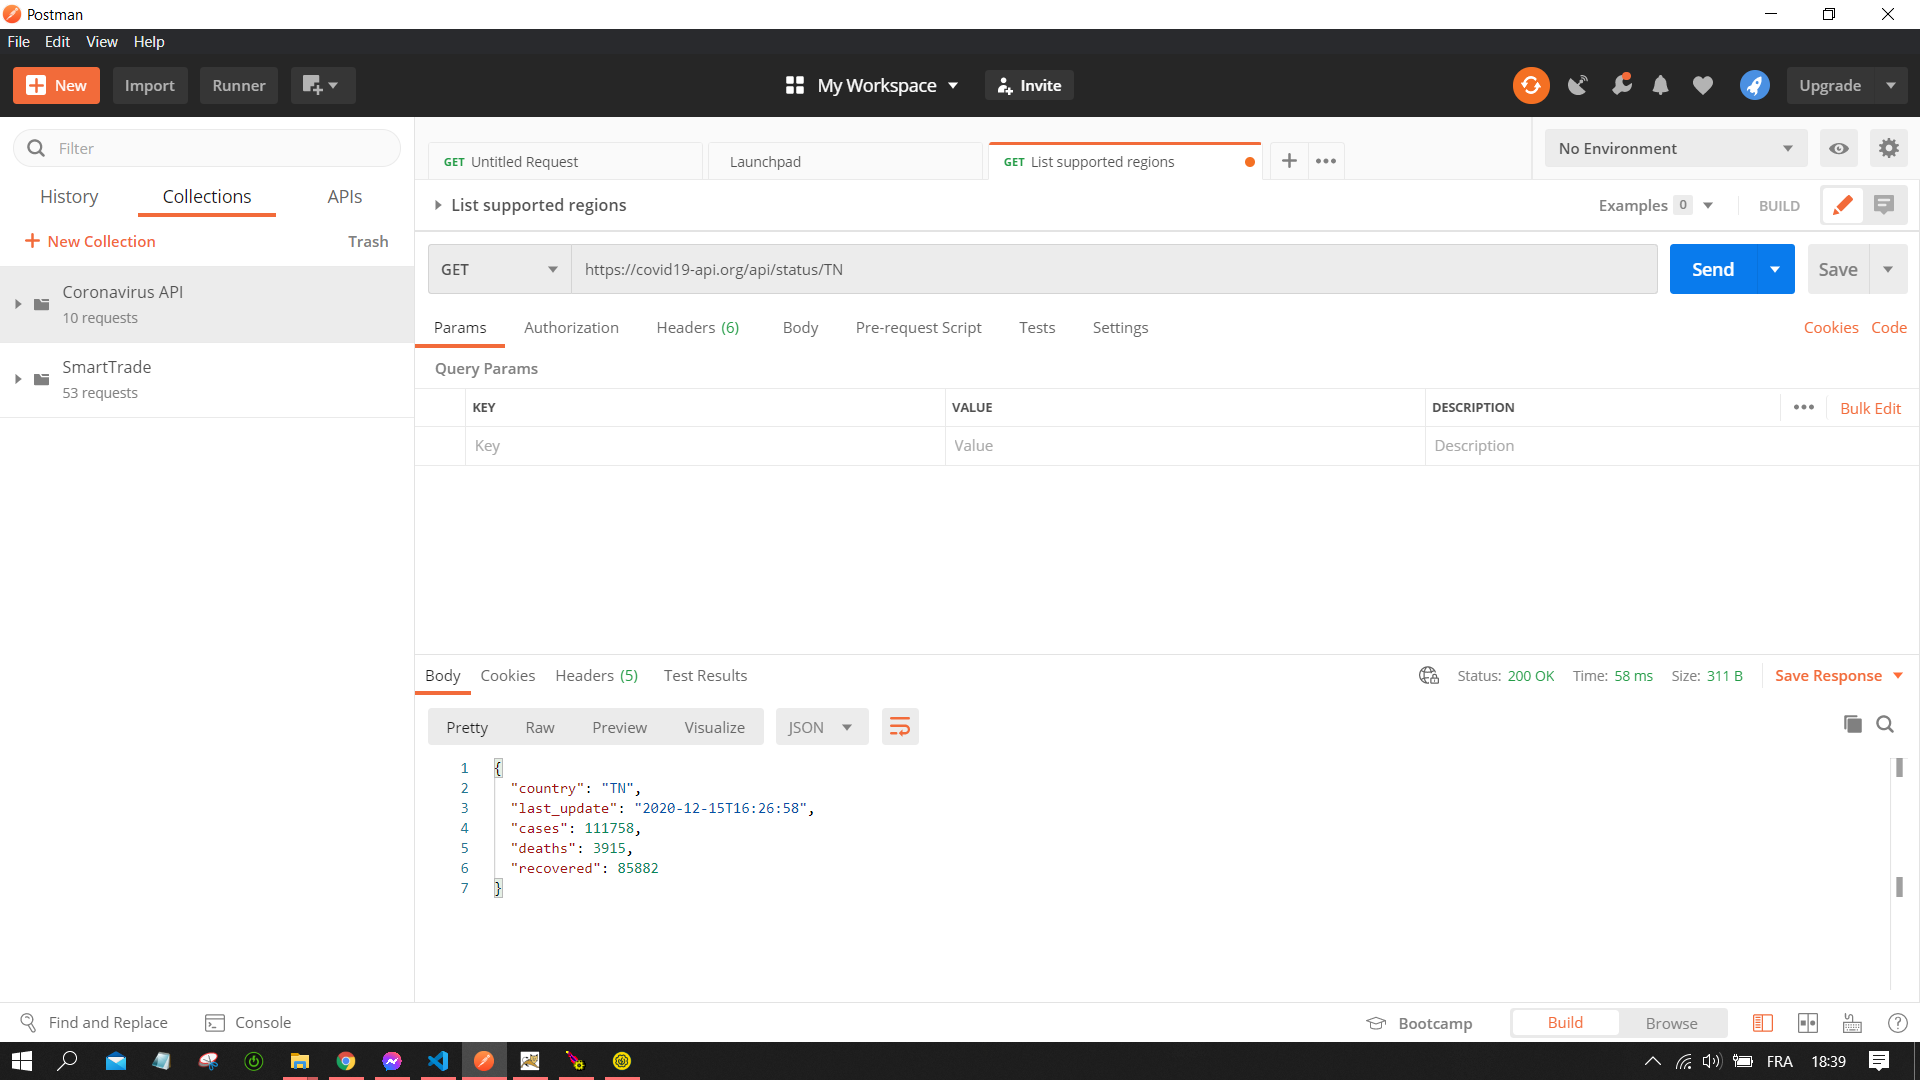 Postman
File Edit View Help
New Import Runner My Workspace Invite Upgrade
Filter
GET Untitled Request Launchpad GET List supported regions No Environment
History Collections APIs
List supported regions Examples 0 BUILD
New Collection Trash
GET https://covid19-api.org/api/status/TN Send Save
Coronavirus API
10 requests
Params Authorization Headers (6) Body Pre-request Script Tests Settings Cookies Code
SmartTrade
53 requests
Query Params
KEY VALUE DESCRIPTION Bulk Edit
Key Value Description
Body Cookies Headers (5) Test Results Status: 200 OK Time: 58 ms Size: 311 B Save Response
Pretty Raw Preview Visualize JSON
1 {
2 "country": "TN",
3 "last_update": "2020-12-15T16:26:58",
4 "cases": 111758,
5 "deaths": 3915,
6 "recovered": 85882
7 }
Find and Replace Console Bootcamp Build Browse
FRA 18:39